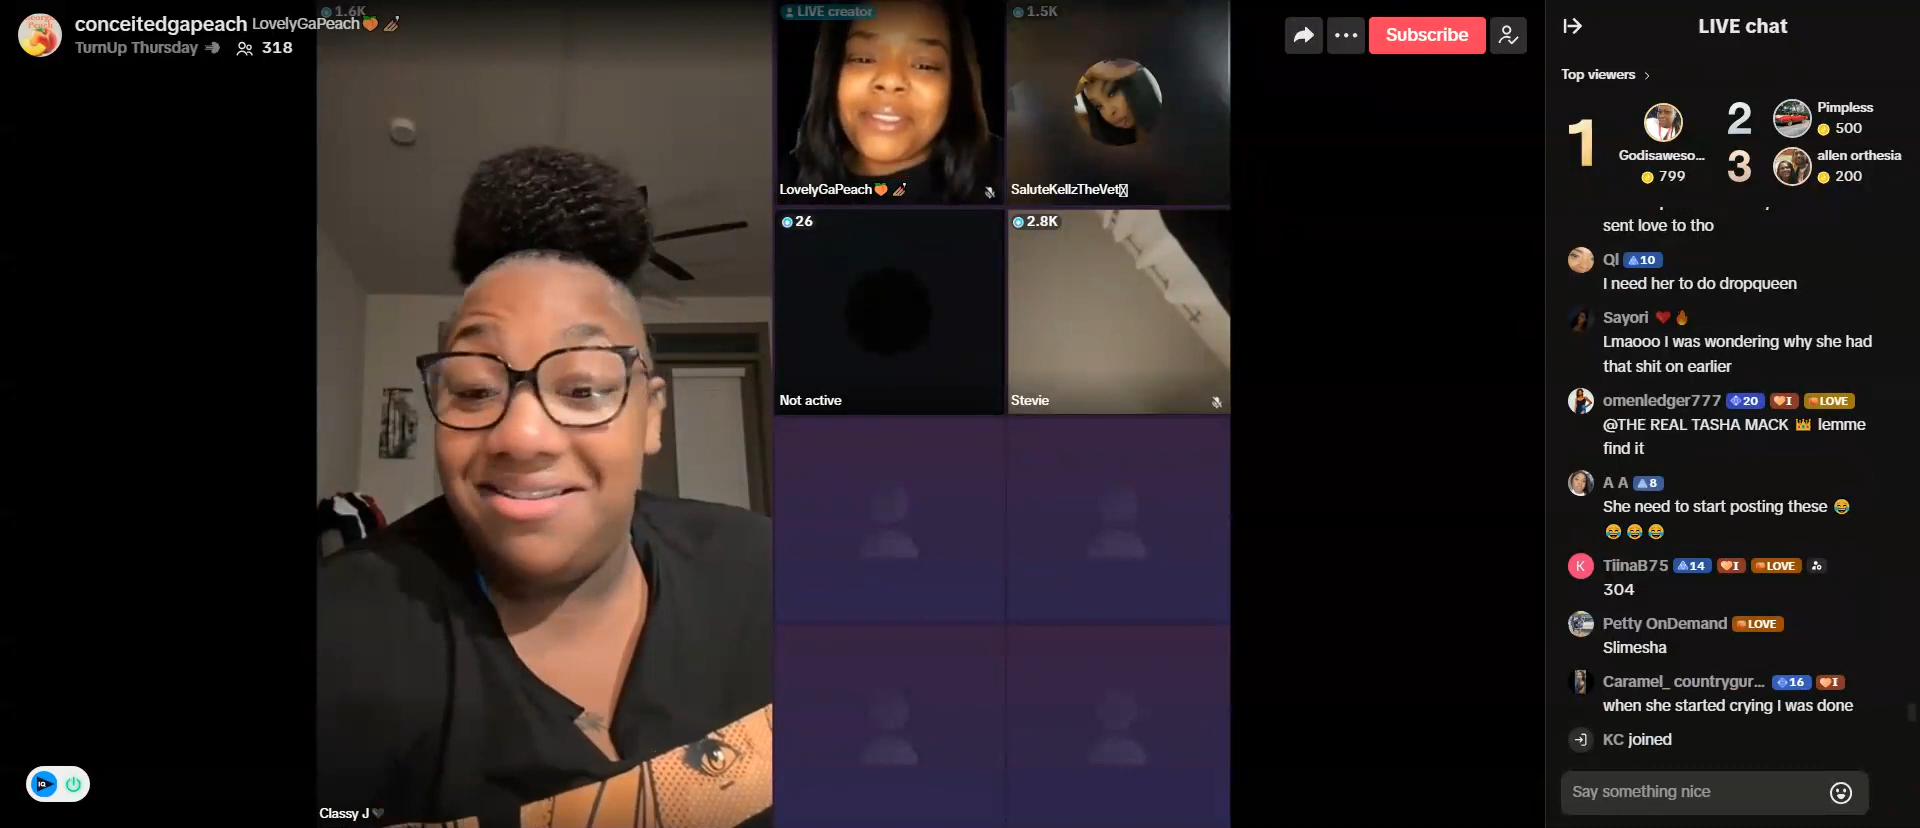 conceitedgapeach LovelyGaPeach🍑💅🏾
TurnUp Thursday 318
1.6K
LIVE creator
1.5K
Subscribe
LovelyGaPeach🍑💅🏾
SaluteKellzTheVet
26
2.8K
Not active
Stevie
Classy J🖤
LIVE chat
Top viewers >
1
Godisaweso...
799
2
Pimpless
500
3
allen orthesia
200
sent love to tho
Ql 10
I need her to do dropqueen
Sayori ❤️🔥
Lmaooo I was wondering why she had
that shit on earlier
omenledger777 20 I LOVE
@THE REAL TASHA MACK 👑 lemme
find it
A A 8
She need to start posting these 😂
😂😂😂
K
TiinaB75 14 I LOVE
304
Petty OnDemand LOVE
Slimesha
Caramel_ countrygur... 16 I
when she started crying I was done
KC joined
Say something nice